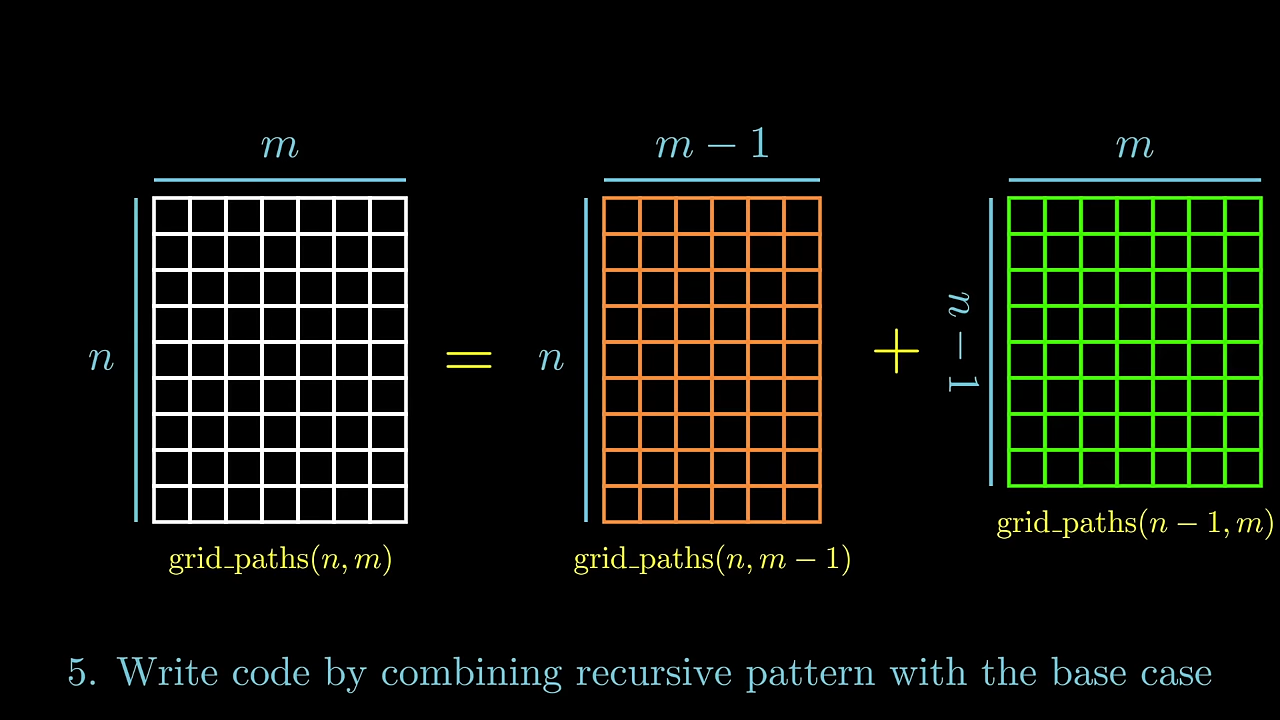 m
m − 1
m
n
=
n
+
n − 1
grid_paths(n, m)
grid_paths(n, m − 1)
grid_paths(n − 1, m)
5. Write code by combining recursive pattern with the base case